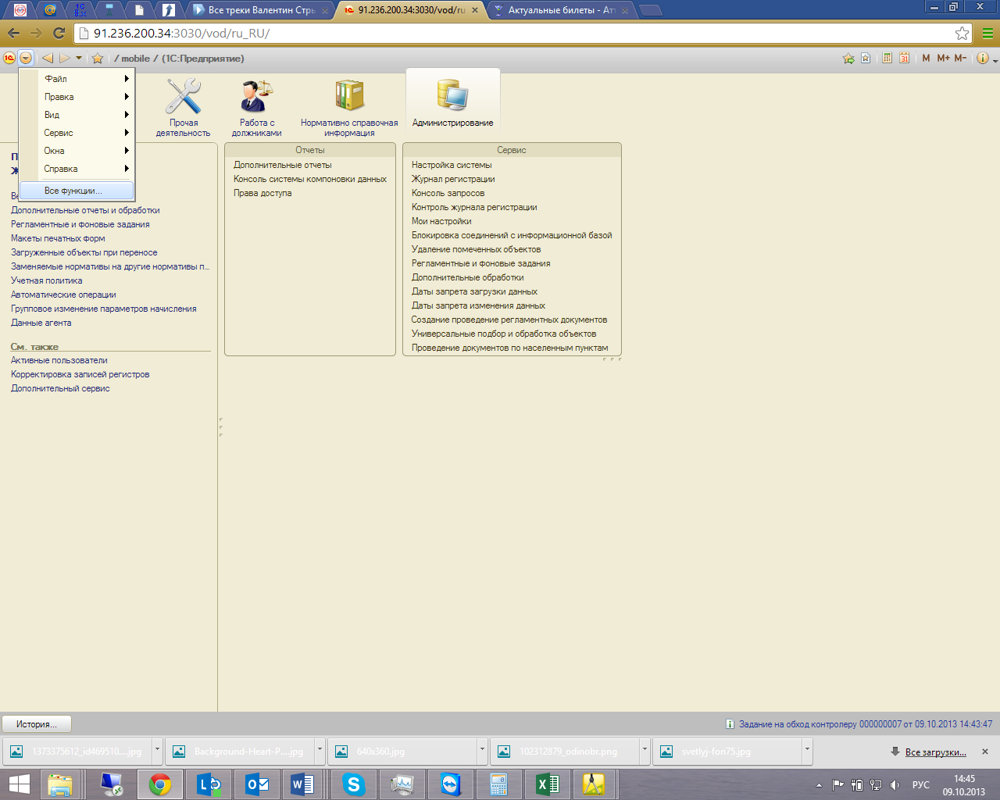 Все треки Валентин Стры
91.236.200.34:3030/vod/ru
Актуальные билеты - Ат
91.236.200.34:3030/vod/ru_RU/
/ mobile / (1С:Предприятие)
M M+ M−
Файл
Правка
Вид
Сервис
Окна
Справка
Все функции...
Прочая деятельность
Работа с должниками
Нормативно справочная информация
Администрирование
Дополнительные отчеты и обработки
Регламентные и фоновые задания
Макеты печатных форм
Загруженные объекты при переносе
Заменяемые нормативы на другие нормативы п...
Учетная политика
Автоматические операции
Групповое изменение параметров начисления
Данные агента
См. также
Активные пользователи
Корректировка записей регистров
Дополнительный сервис
Отчеты
Дополнительные отчеты
Консоль системы компоновки данных
Права доступа
Сервис
Настройка системы
Журнал регистрации
Консоль запросов
Контроль журнала регистрации
Мои настройки
Блокировка соединений с информационной базой
Удаление помеченных объектов
Регламентные и фоновые задания
Дополнительные обработки
Даты запрета загрузки данных
Даты запрета изменения данных
Создание проведение регламентных документов
Универсальные подбор и обработка объектов
Проведение документов по населенным пунктам
История...
Задание на обход контролеру 000000007 от 09.10.2013 14:43:47
1373375612_id469510....jpg
Background-Heart-P....jpg
640x360.jpg
102312879_odinobr.png
svetlyj-fon75.jpg
Все загрузки...
РУС
14:45
09.10.2013